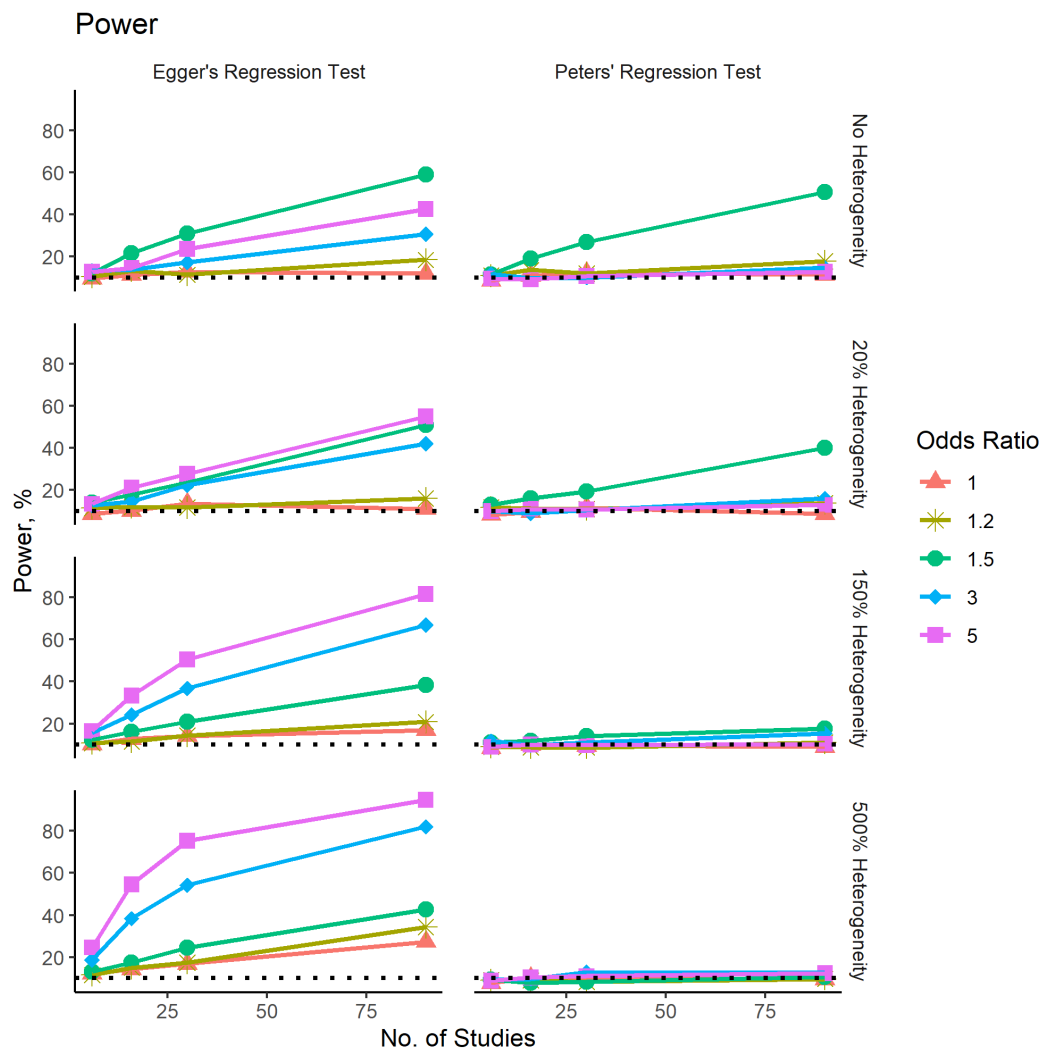 Power
Egger's Regression Test
Peters' Regression Test
80
60
40
20
No Heterogeneity
80
60
40
20
20% Heterogeneity
80
60
40
20
150% Heterogeneity
80
60
40
20
500% Heterogeneity
Power, %
25 50 75
25 50 75
No. of Studies
Odds Ratio
1
1.2
1.5
3
5